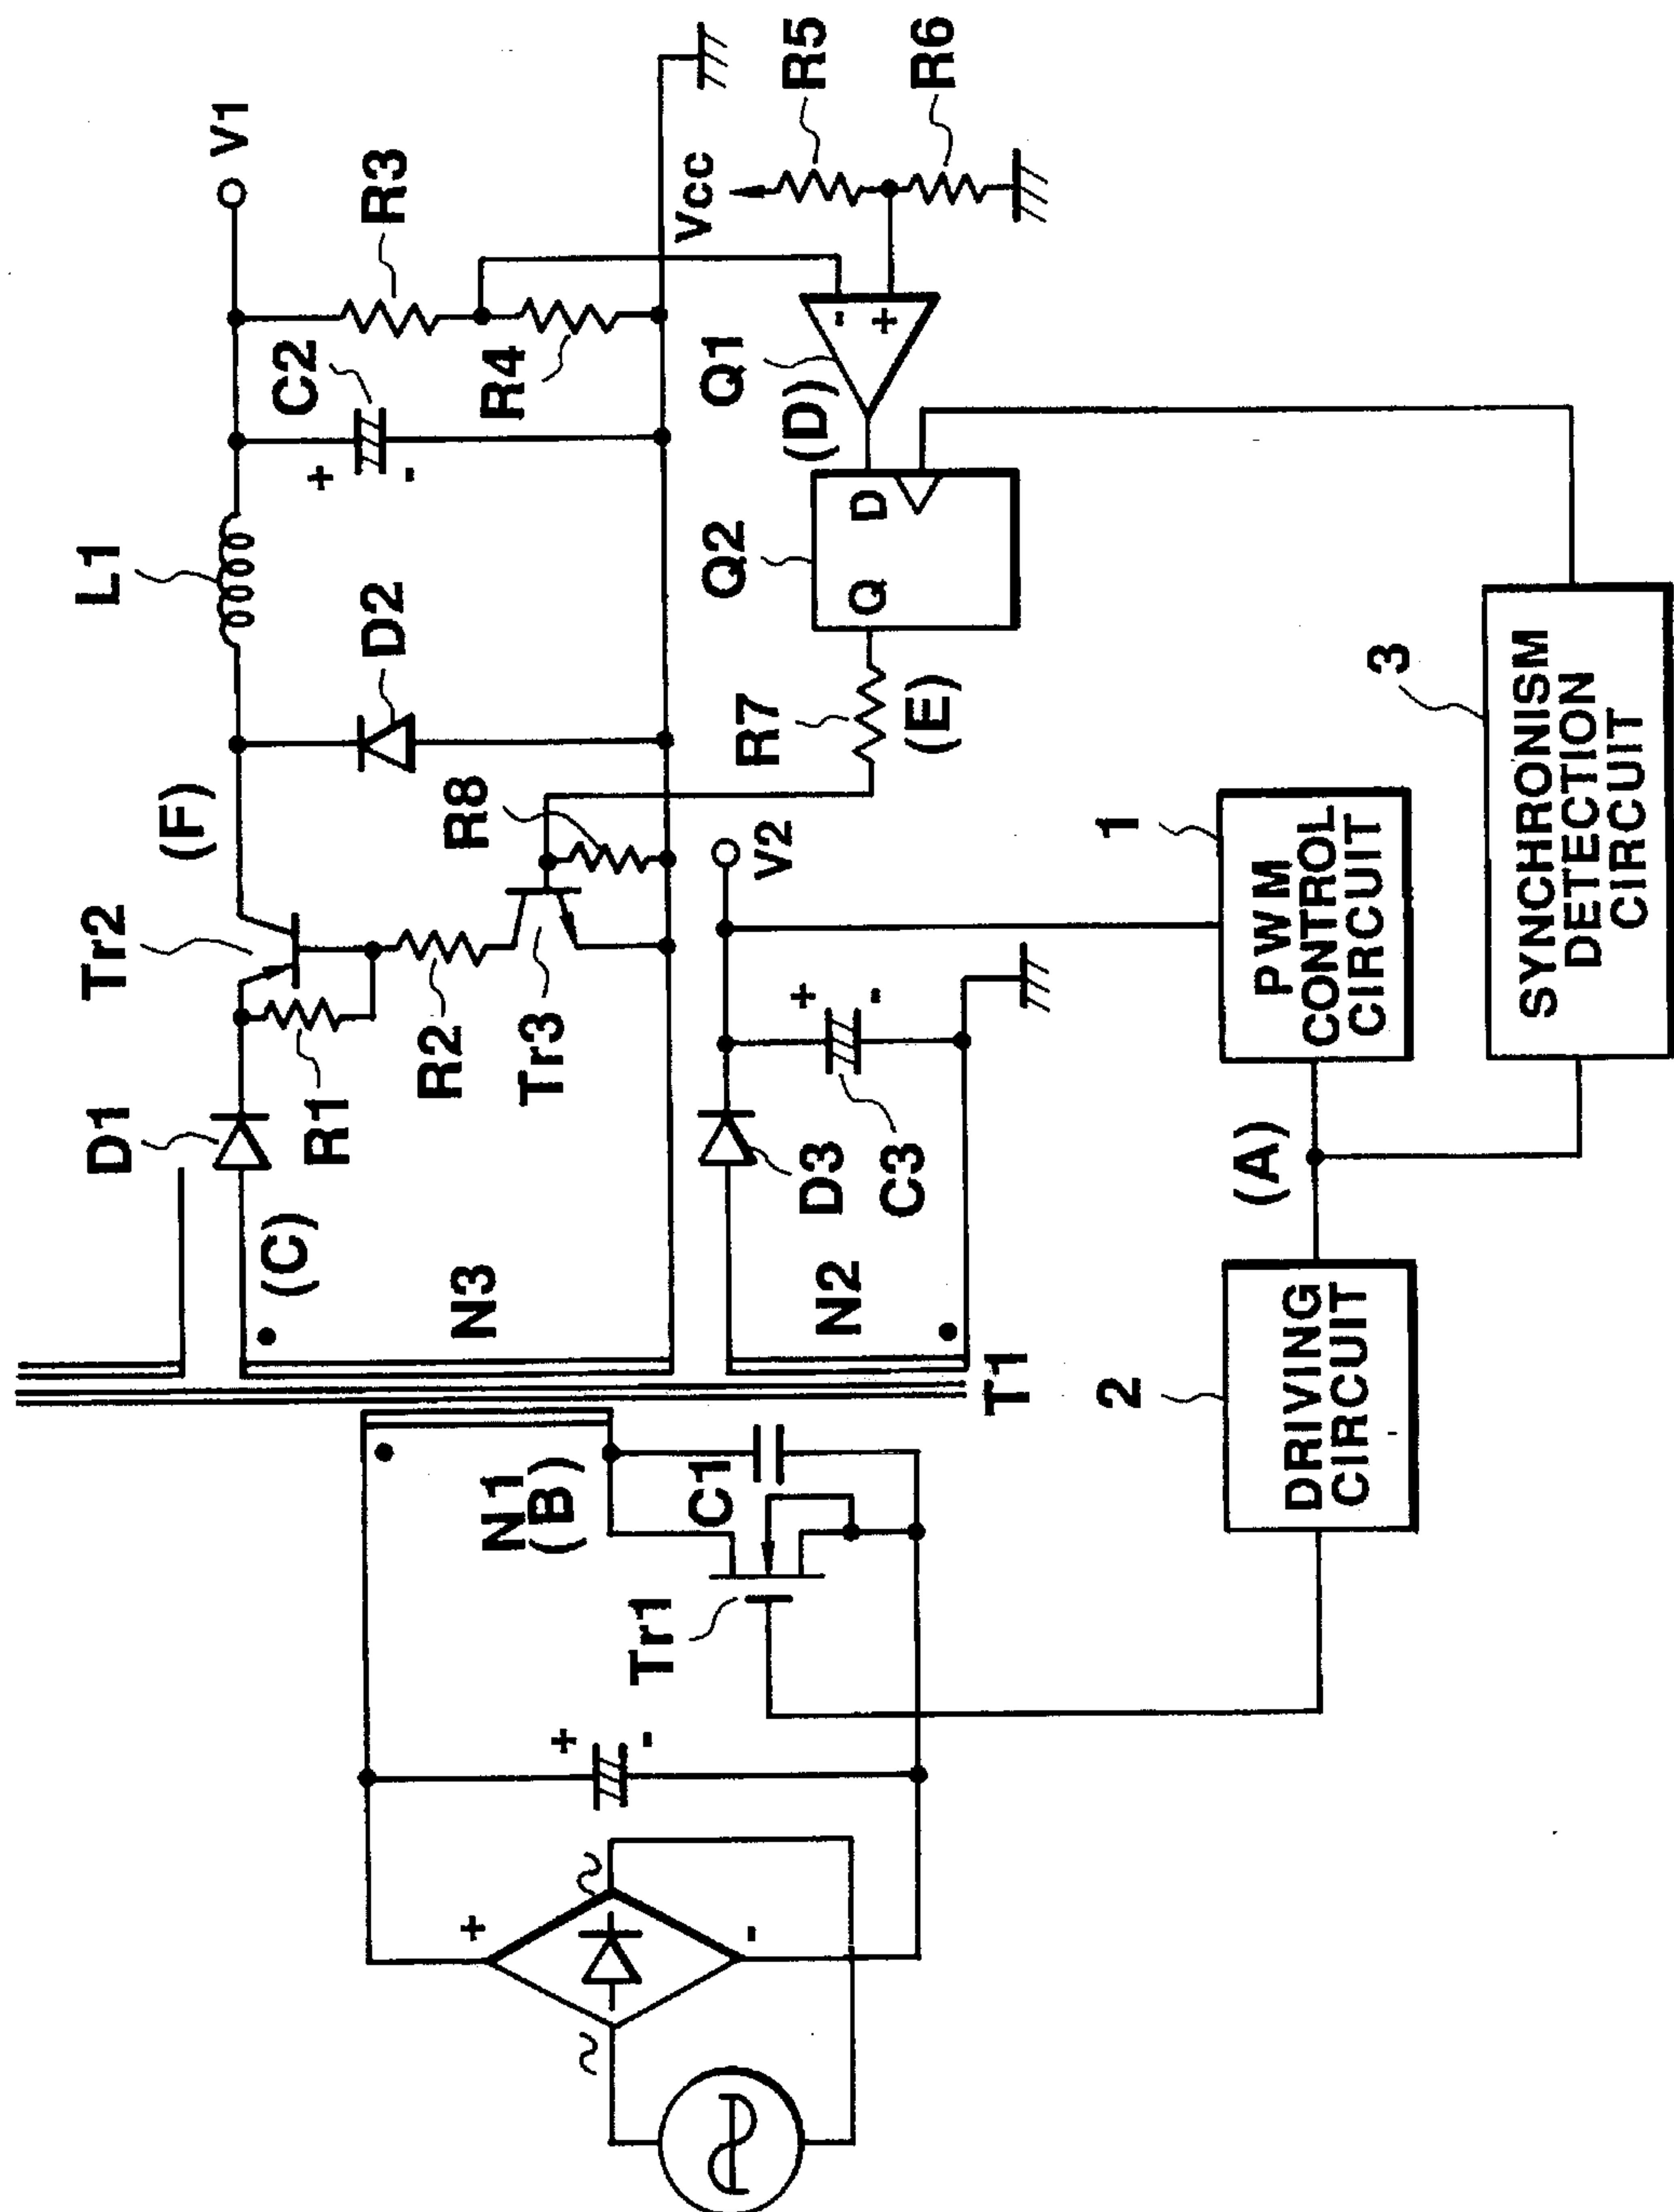 V1
L1
Tr2
(F)
D1
R3
C2
+
-
D2
R1
(C)
R4
R8
R2
Tr3
N3
R5
R6
Vcc
-
+
Q1
(D)
Q2
D
Q
R7
(E)
V2
+
-
D3
C3
N2
T1
N1
(B)
C1
Tr1
+
-
+
-
1
PWM
CONTROL
CIRCUIT
(A)
2
DRIVING
CIRCUIT
3
SYNCHRONISM
DETECTION
CIRCUIT